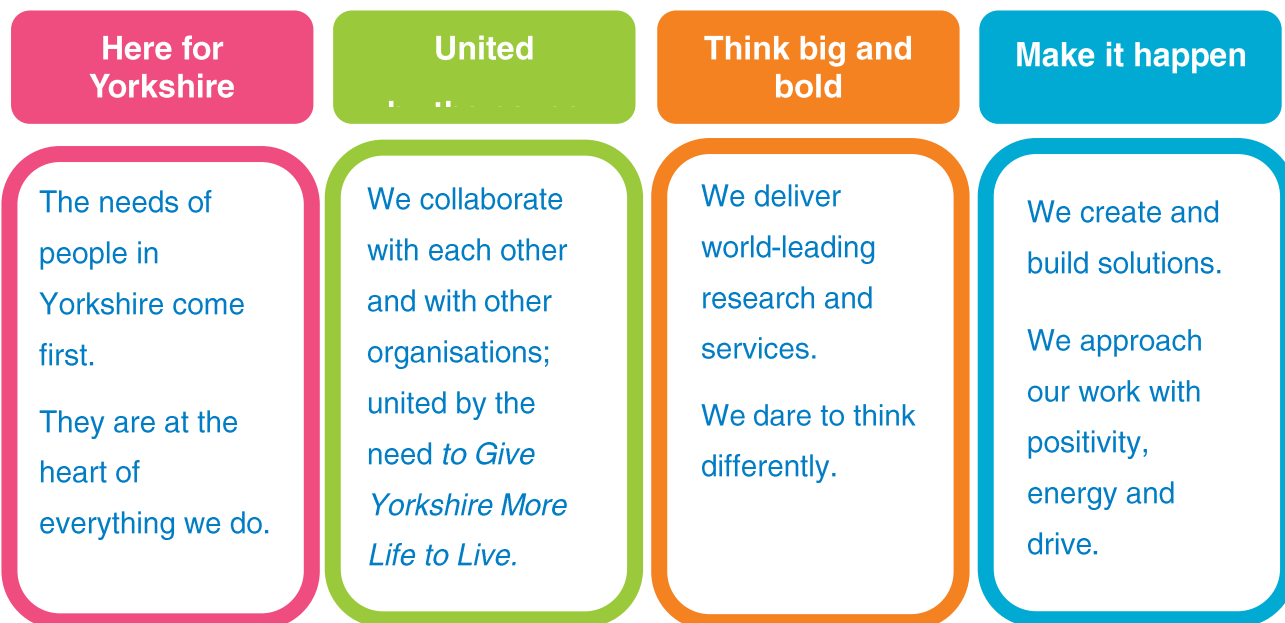 Here for
Yorkshire
The needs of
people in
Yorkshire come
first.
They are at the
heart of
everything we do.
United
We collaborate
with each other
and with other
organisations;
united by the
need to Give
Yorkshire More
Life to Live.
Think big and
bold
We deliver
world-leading
research and
services.
We dare to think
differently.
Make it happen
We create and
build solutions.
We approach
our work with
positivity,
energy and
drive.